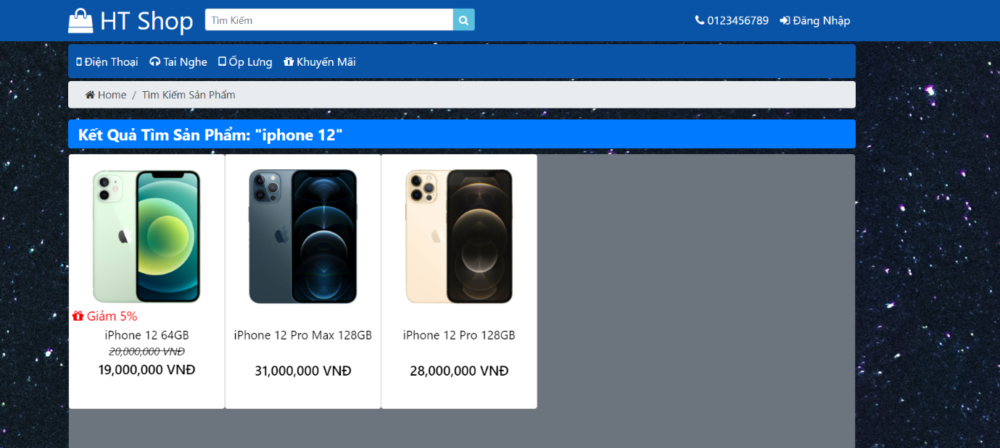 HT Shop
Tìm Kiếm
0123456789
Đăng Nhập
Điện Thoại
Tai Nghe
Ốp Lưng
Khuyến Mãi
Home / Tìm Kiếm Sản Phẩm
Kết Quả Tìm Sản Phẩm: "iphone 12"
Giảm 5%
iPhone 12 64GB
20,000,000 VNĐ
19,000,000 VNĐ
iPhone 12 Pro Max 128GB
31,000,000 VNĐ
iPhone 12 Pro 128GB
28,000,000 VNĐ